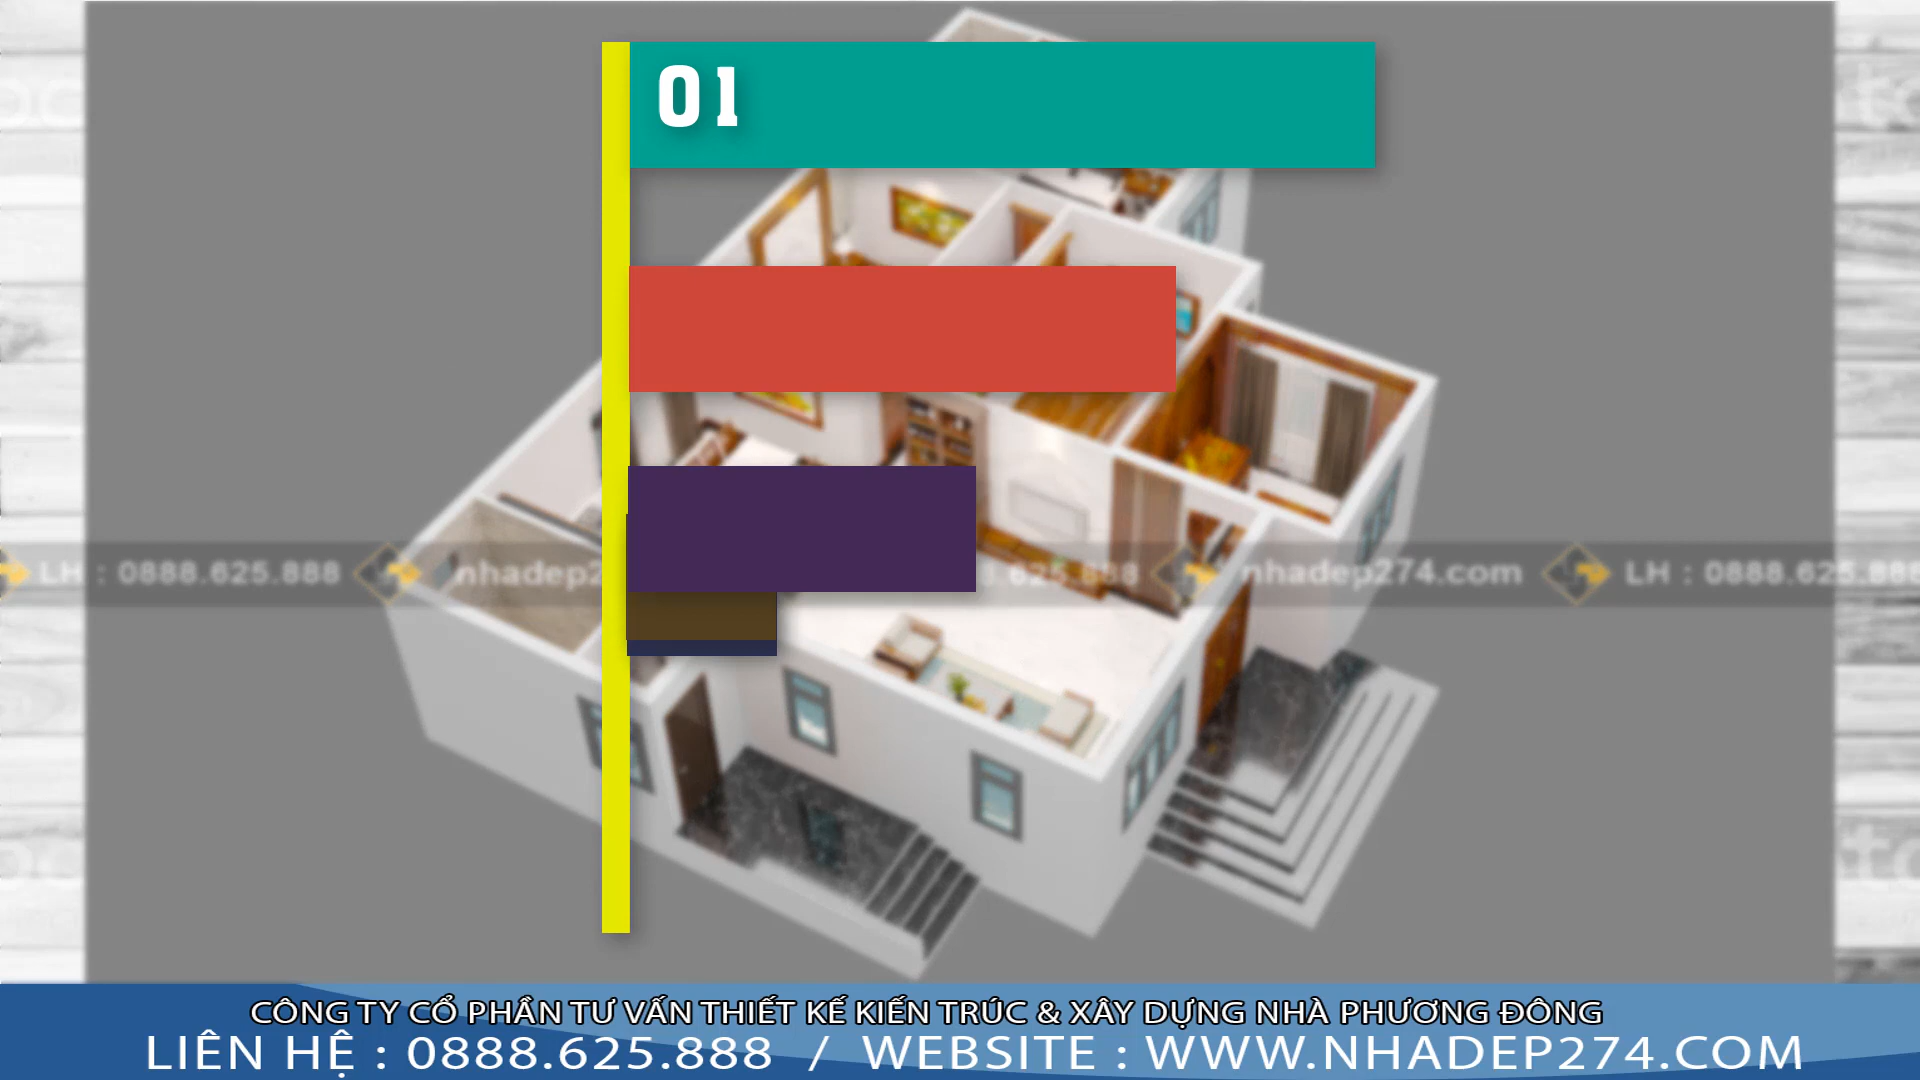 01
LH : 0888.625.888 nhadep274.com LH : 0888.625.888
CÔNG TY CỔ PHẦN TƯ VẤN THIẾT KẾ KIẾN TRÚC & XÂY DỰNG NHÀ PHƯƠNG ĐÔNG
LIÊN HỆ : 0888.625.888 / WEBSITE : WWW.NHADEP274.COM